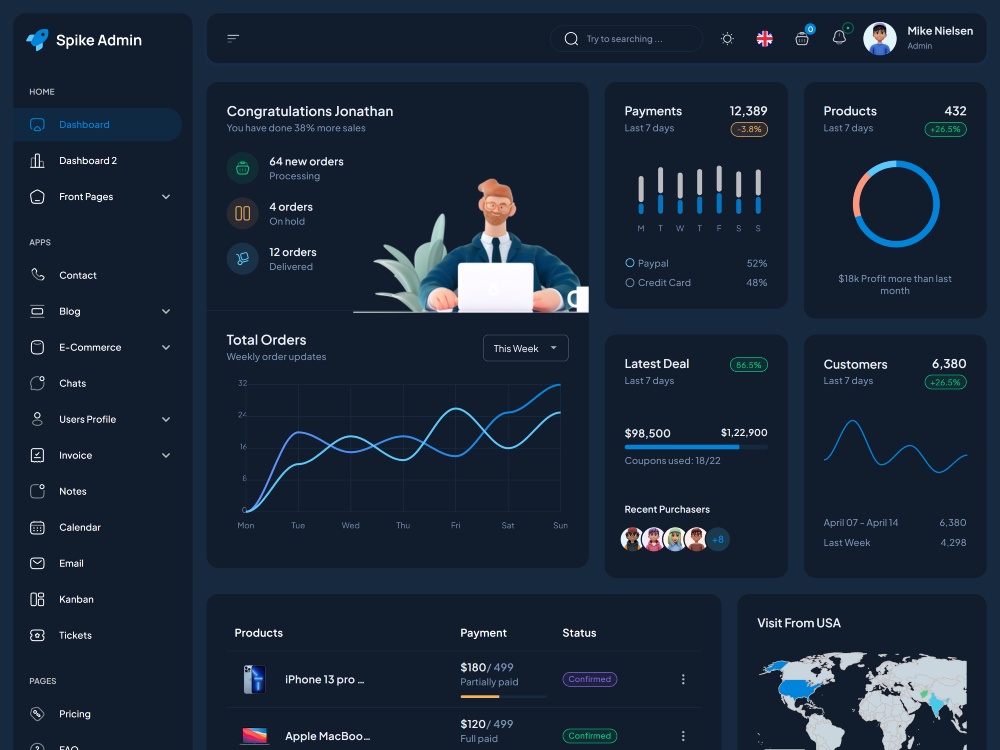 Spike Admin
HOME
Dashboard
Dashboard 2
Front Pages
APPS
Contact
Blog
E-Commerce
Chats
Users Profile
Invoice
Notes
Calendar
Email
Kanban
Tickets
PAGES
Pricing
FAQ
Try to searching ...
0
Mike Nielsen
Admin
Congratulations Jonathan
You have done 38% more sales
64 new orders
Processing
4 orders
On hold
12 orders
Delivered
Total Orders
Weekly order updates
This Week
32
24
16
8
0
Mon Tue Wed Thu Fri Sat Sun
Payments 12,389
Last 7 days -3.8%
M T W T F S S
Paypal 52%
Credit Card 48%
Products 432
Last 7 days +26.5%
$18k Profit more than last
month
Latest Deal 86.5%
Last 7 days
$98,500 $1,22,900
Coupons used: 18/22
Recent Purchasers
+8
Customers 6,380
Last 7 days +26.5%
April 07 - April 14 6,380
Last Week 4,298
Products Payment Status
iPhone 13 pro ... $180/ 499 Confirmed
Partially paid
Apple MacBoo... $120/ 499 Confirmed
Full paid
Visit From USA